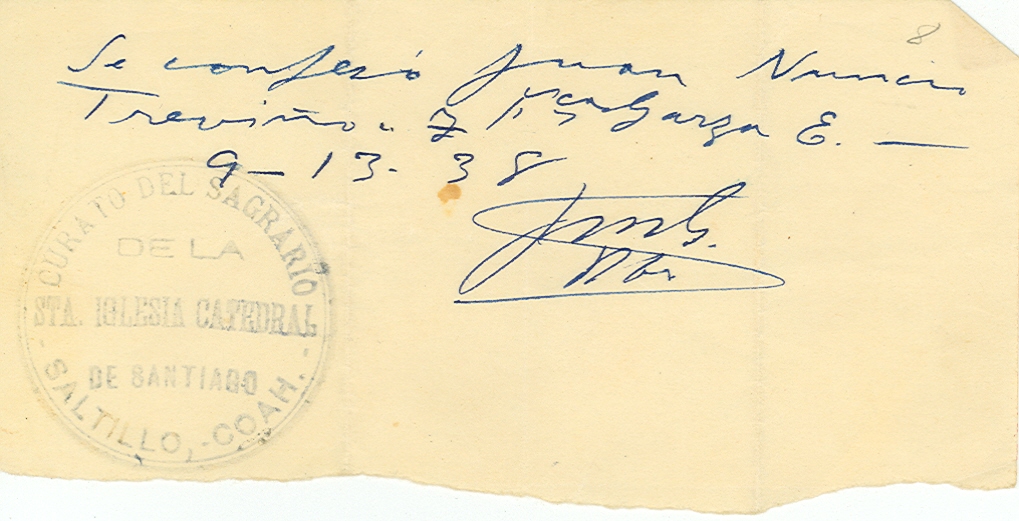 8
Se confesó Juan Nuncio
Treviño. y Fca Garza E. —
9-13-38
CURATO DEL SAGRARIO
DE LA
STA. IGLESIA CATEDRAL
DE SANTIAGO
SALTILLO,-COAH.